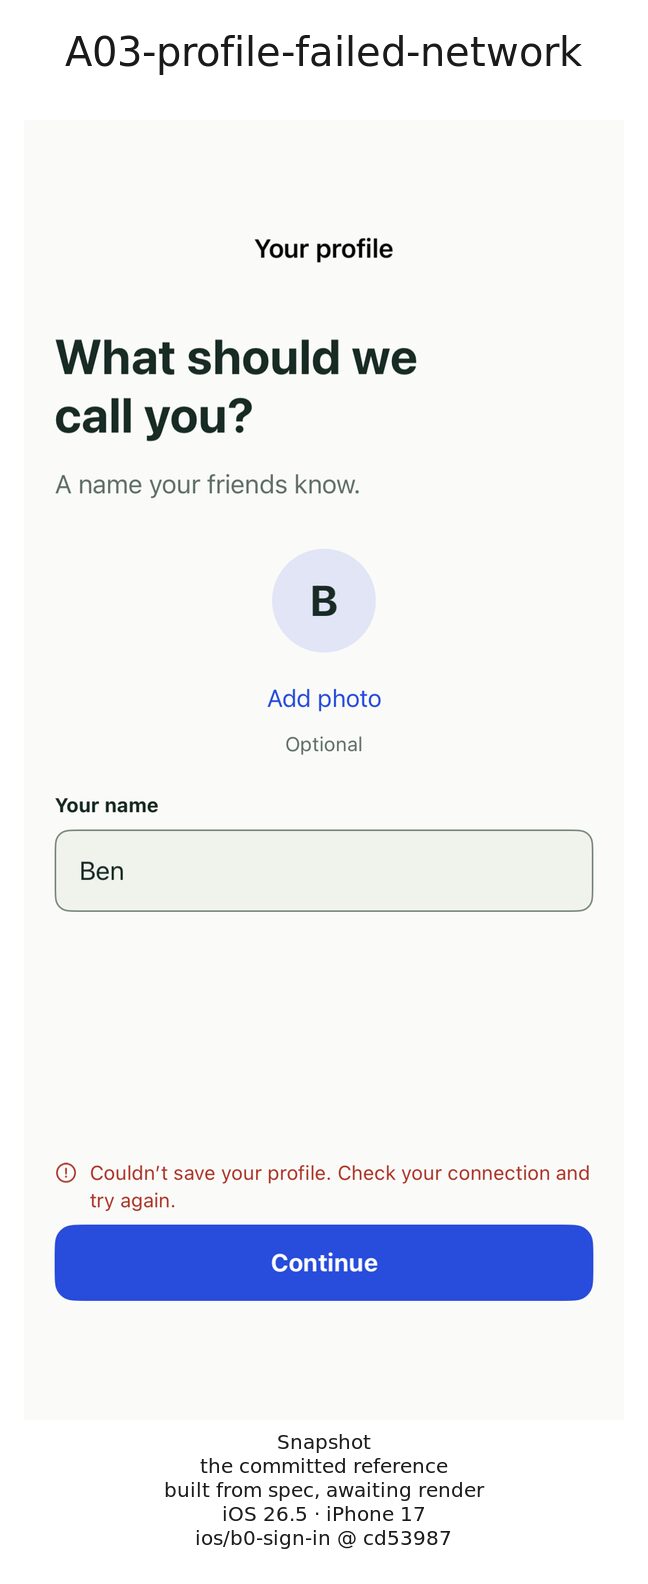 A03-profile-failed-network
Your profile
What should we
call you?
A name your friends know.
B
Add photo
Optional
Your name
Ben
Couldn’t save your profile. Check your connection and
try again.
Continue
Snapshot
the committed reference
built from spec, awaiting render
iOS 26.5 · iPhone 17
ios/b0-sign-in @ cd53987